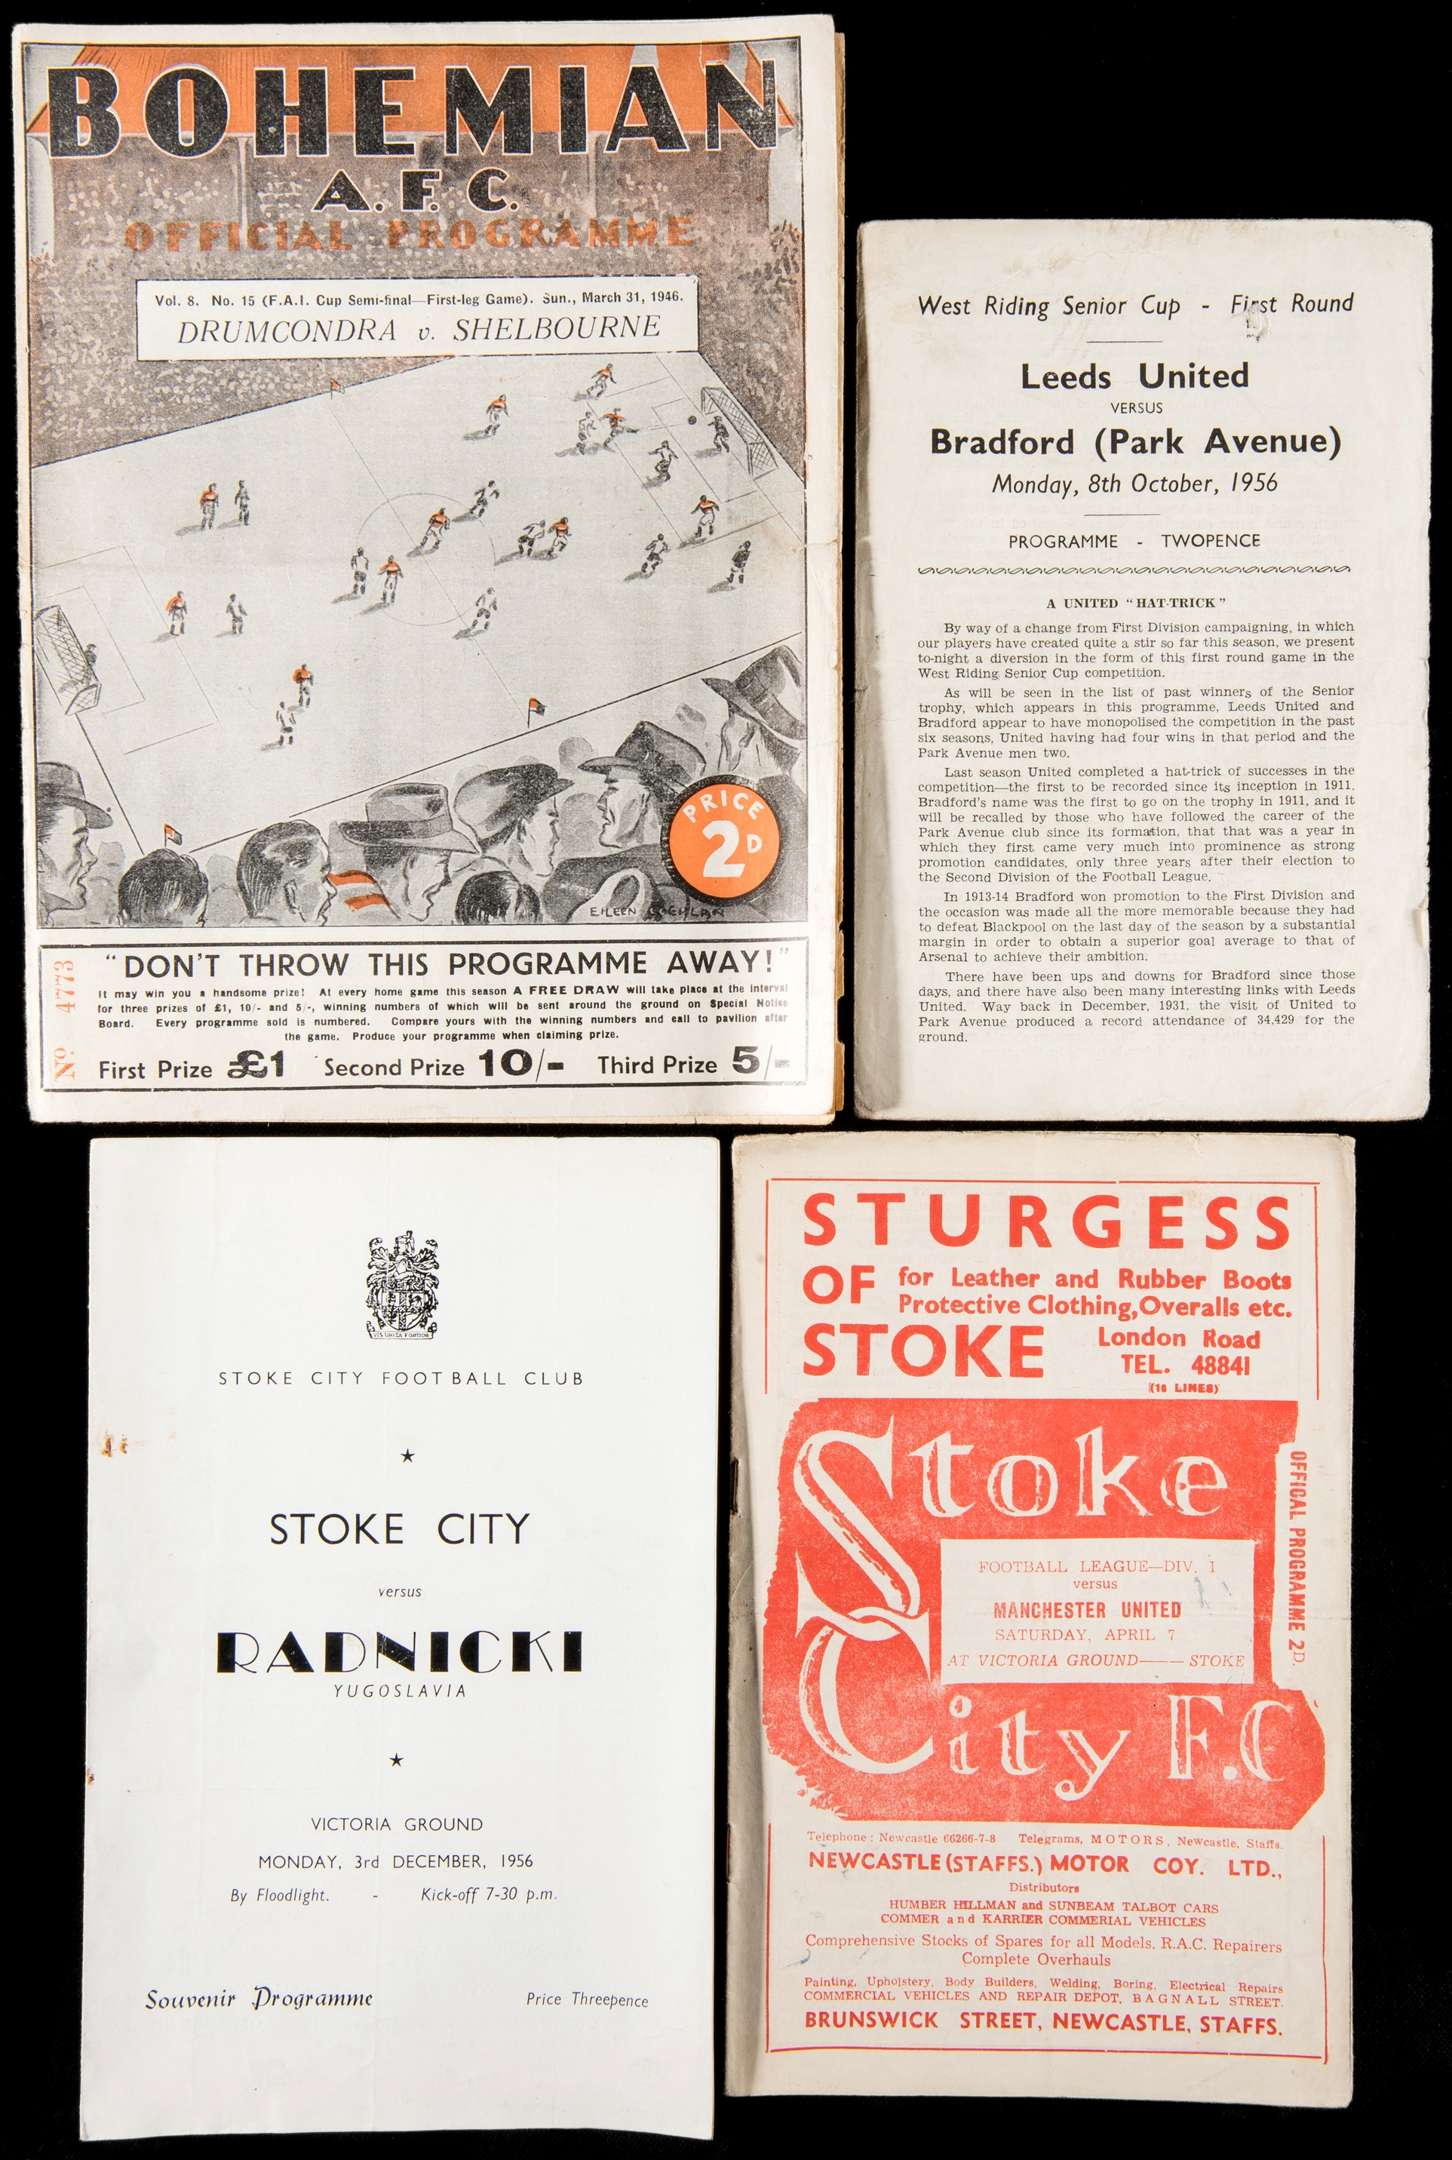 BOHEMIAN
A.F.C.
OFFICIAL PROGRAMME
Vol. 8. No. 15 (F.A.I. Cup Semi-final—First-leg Game). Sun., March 31, 1946.
DRUMCONDRA v. SHELBOURNE
PRICE
2D
EILEEN COGHLAN
"DON'T THROW THIS PROGRAMME AWAY!"
It may win you a handsome prize! At every home game this season A FREE DRAW will take place at the interval
for three prizes of £1, 10/- and 5/-, winning numbers of which will be sent around the ground on Special Notice
Board. Every programme sold is numbered. Compare yours with the winning numbers and call to pavilion after
the game. Produce your programme when claiming prize.
First Prize £1 Second Prize 10/- Third Prize 5/-
No. 4773
West Riding Senior Cup - First Round
Leeds United
VERSUS
Bradford (Park Avenue)
Monday, 8th October, 1956
PROGRAMME - TWOPENCE
A UNITED "HAT-TRICK"
By way of a change from First Division campaigning, in which
our players have created quite a stir so far this season, we present
to-night a diversion in the form of this first round game in the
West Riding Senior Cup competition.
As will be seen in the list of past winners of the Senior
trophy, which appears in this programme, Leeds United and
Bradford appear to have monopolised the competition in the past
six seasons, United having had four wins in that period and the
Park Avenue men two.
Last season United completed a hat-trick of successes in the
competition—the first to be recorded since its inception in 1911.
Bradford's name was the first to go on the trophy in 1911, and it
will be recalled by those who have followed the career of the
Park Avenue club since its formation, that that was a year in
which they first came very much into prominence as strong
promotion candidates, only three years after their election to
the Second Division of the Football League.
In 1913-14 Bradford won promotion to the First Division and
the occasion was made all the more memorable because they had
to defeat Blackpool on the last day of the season by a substantial
margin in order to obtain a superior goal average to that of
Arsenal to achieve their ambition.
There have been ups and downs for Bradford since those
days, and there have also been many interesting links with Leeds
United. Way back in December, 1931, the visit of United to
Park Avenue produced a record attendance of 34,429 for the
ground.
VIS UNITA FORTIOR
STOKE CITY FOOTBALL CLUB
STOKE CITY
versus
RADNICKI
YUGOSLAVIA
VICTORIA GROUND
MONDAY, 3rd DECEMBER, 1956
By Floodlight. - Kick-off 7-30 p.m.
Souvenir Programme Price Threepence
STURGESS
OF for Leather and Rubber Boots
Protective Clothing, Overalls etc.
STOKE London Road
TEL. 48841
(10 LINES)
Stoke
OFFICAL PROGRAMME 2D.
FOOTBALL LEAGUE—DIV. 1
versus
MANCHESTER UNITED
SATURDAY, APRIL 7
AT VICTORIA GROUND—— STOKE
City F.C
Telephone: Newcastle 66266-7-8 Telegrams, MOTORS, Newcastle, Staffs.
NEWCASTLE (STAFFS.) MOTOR COY. LTD.,
Distributors
HUMBER HILLMAN and SUNBEAM TALBOT CARS
COMMER and KARRIER COMMERIAL VEHICLES
Comprehensive Stocks of Spares for all Models. R.A.C. Repairers
Complete Overhauls
Painting, Upholstery, Body Builders, Welding, Boring, Electrical Repairs
COMMERCIAL VEHICLES AND REPAIR DEPOT, BAGNALL STREET.
BRUNSWICK STREET, NEWCASTLE, STAFFS.